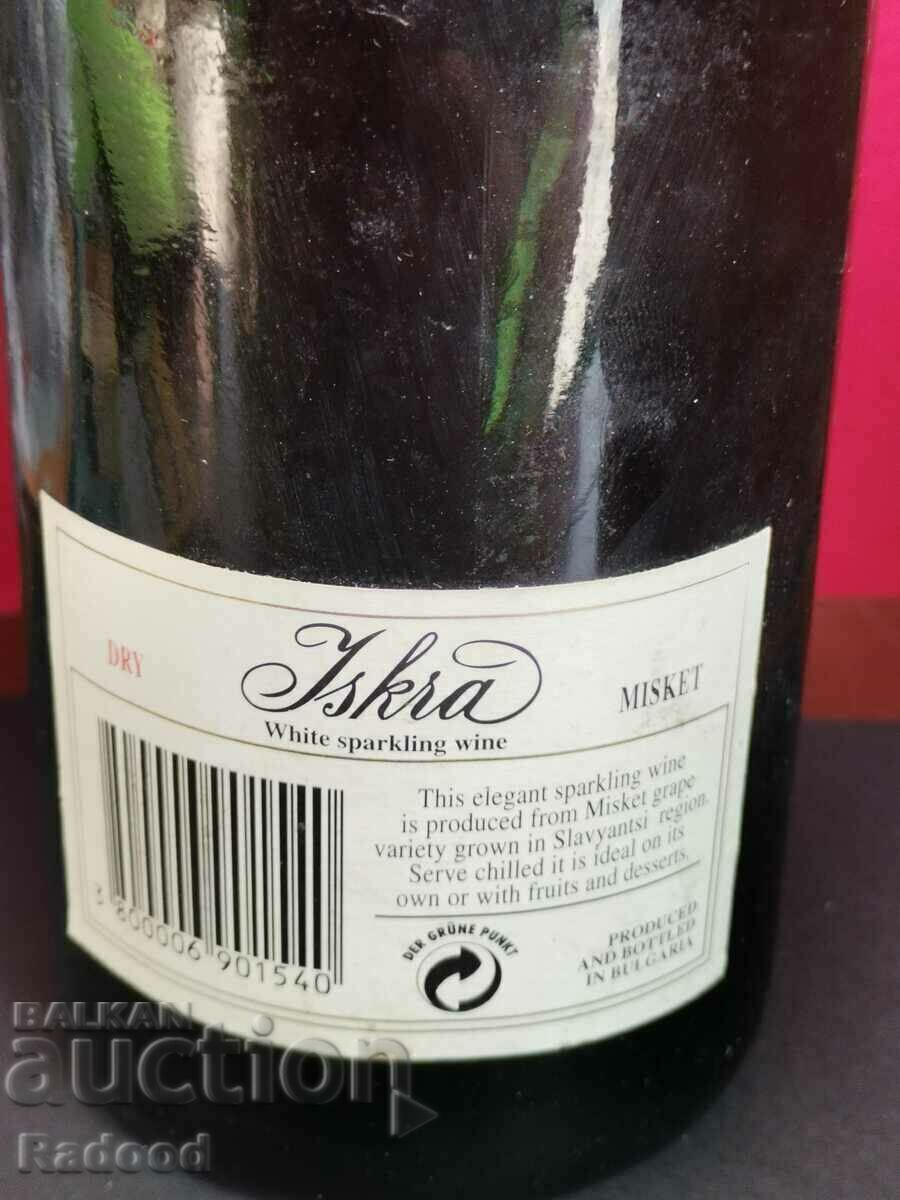 DRY
Iskra
MISKET
White sparkling wine
This elegant sparkling wine
is produced from Misket grape
variety grown in Slavyantsi region.
Serve chilled it is ideal on its
own or with fruits and desserts.
3 800006 901540
DER GRÜNE PUNKT
PRODUCED
AND BOTTLED
IN BULGARIA
BALKAN
auction
Radood